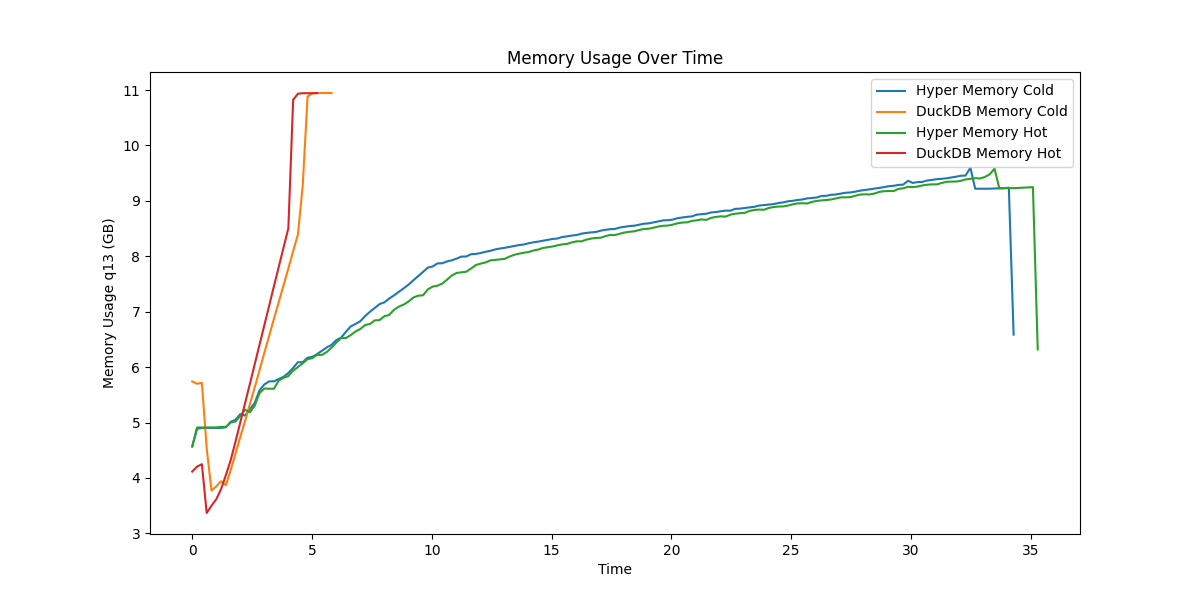 Memory Usage Over Time
Memory Usage q13 (GB)
11
10
9
8
7
6
5
4
3
Hyper Memory Cold
DuckDB Memory Cold
Hyper Memory Hot
DuckDB Memory Hot
0 5 10 15 20 25 30 35
Time